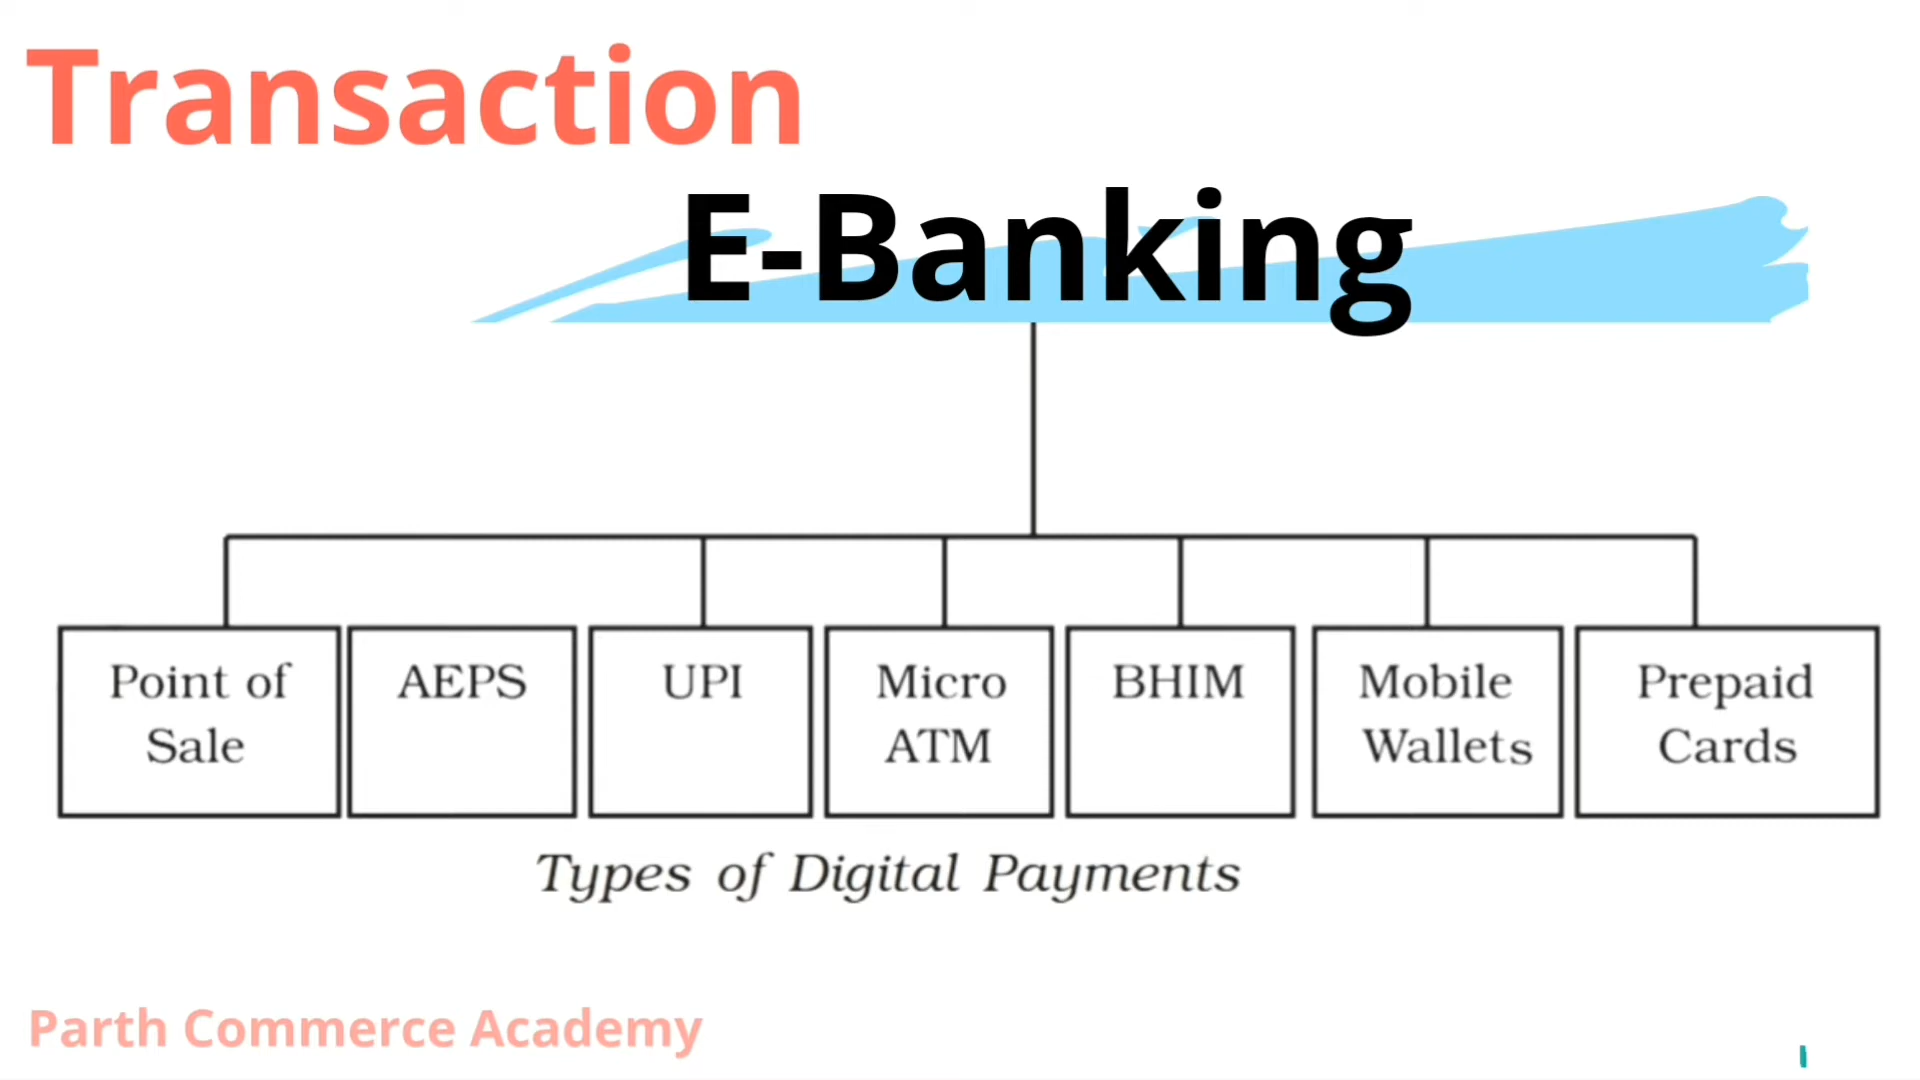 Transaction
E-Banking
Point of Sale
AEPS
UPI
Micro ATM
BHIM
Mobile Wallets
Prepaid Cards
Types of Digital Payments
Parth Commerce Academy